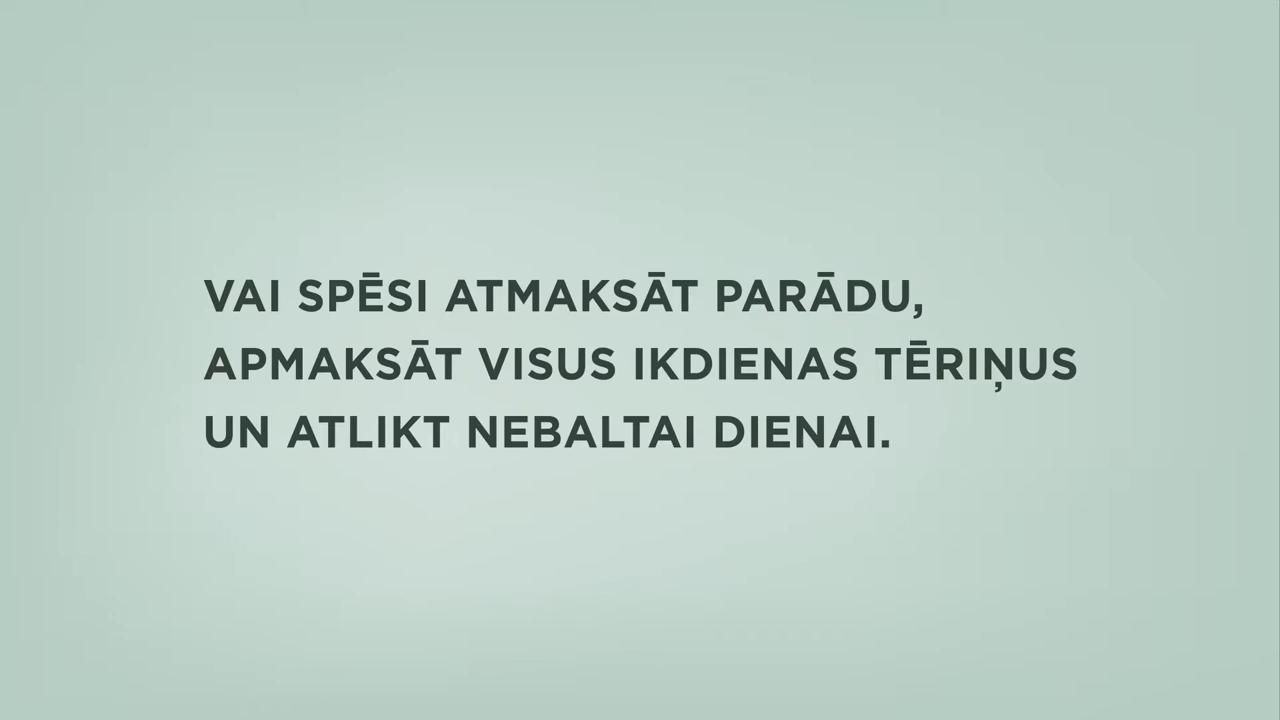 VAI SPĒSI ATMAKSĀT PARĀDU,
APMAKSĀT VISUS IKDIENAS TĒRIŅUS
UN ATLIKT NEBALTAI DIENAI.